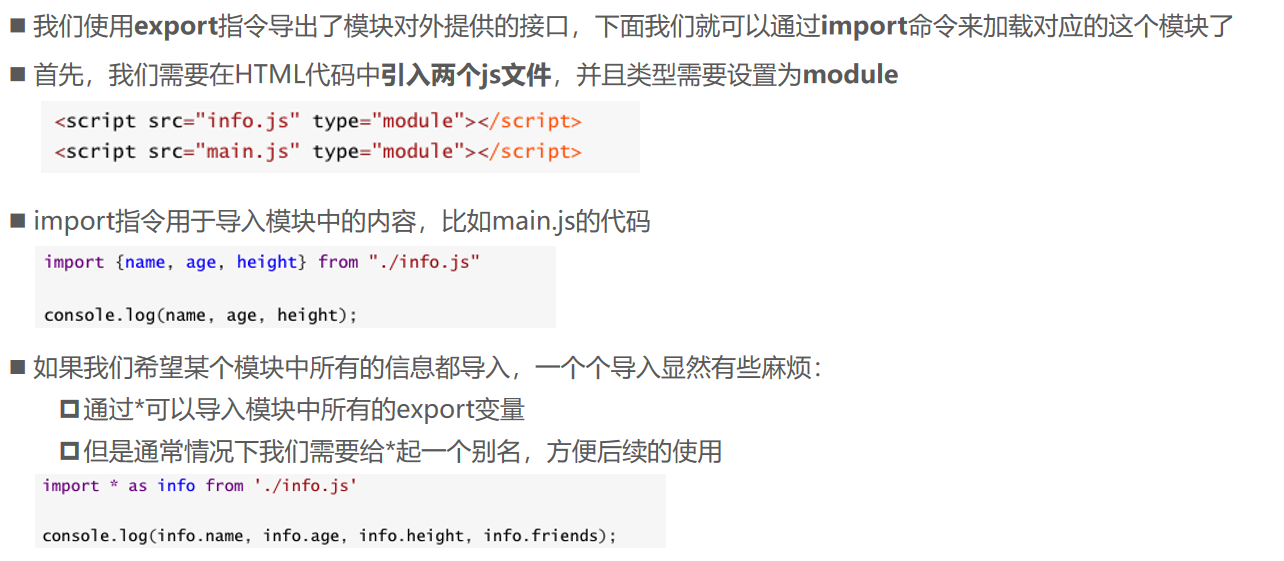 ■ 我们使用export指令导出了模块对外提供的接口，下面我们就可以通过import命令来加载对应的这个模块了
■ 首先，我们需要在HTML代码中引入两个js文件，并且类型需要设置为module
<script src="info.js" type="module"></script>
<script src="main.js" type="module"></script>
■ import指令用于导入模块中的内容，比如main.js的代码
import {name, age, height} from "./info.js"
console.log(name, age, height);
■ 如果我们希望某个模块中所有的信息都导入，一个个导入显然有些麻烦：
通过*可以导入模块中所有的export变量
但是通常情况下我们需要给*起一个别名，方便后续的使用
import * as info from './info.js'
console.log(info.name, info.age, info.height, info.friends);